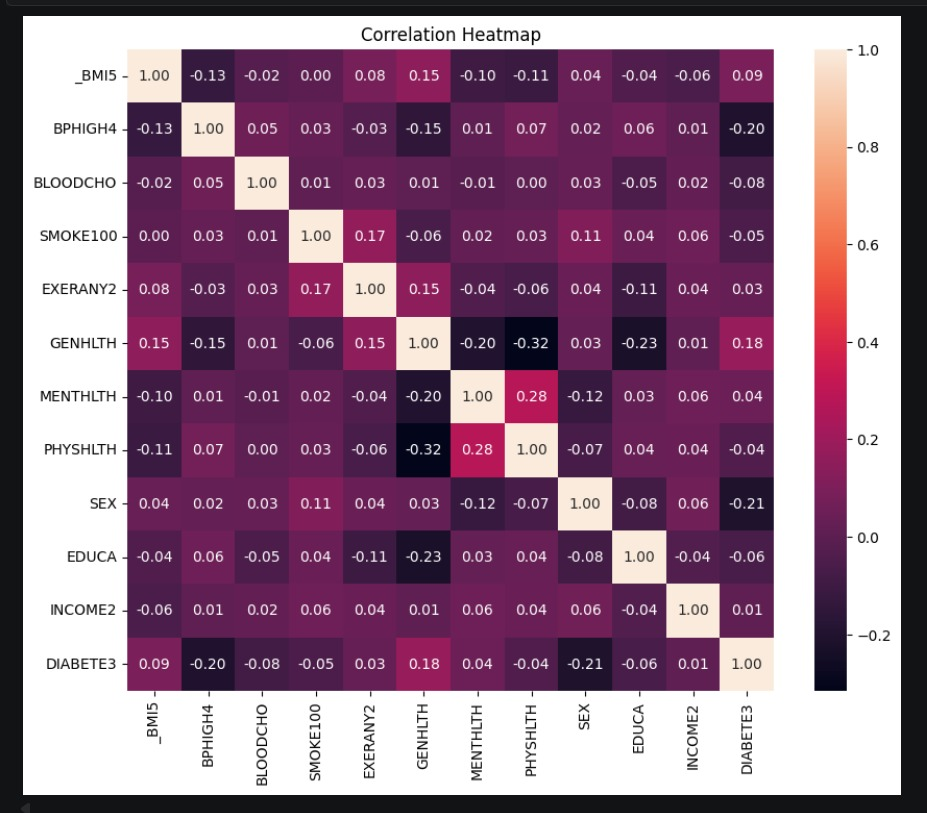 Correlation Heatmap
_BMI5 1.00 -0.13 -0.02 0.00 0.08 0.15 -0.10 -0.11 0.04 -0.04 -0.06 0.09
BPHIGH4 -0.13 1.00 0.05 0.03 -0.03 -0.15 0.01 0.07 0.02 0.06 0.01 -0.20
BLOODCHO -0.02 0.05 1.00 0.01 0.03 0.01 -0.01 0.00 0.03 -0.05 0.02 -0.08
SMOKE100 0.00 0.03 0.01 1.00 0.17 -0.06 0.02 0.03 0.11 0.04 0.06 -0.05
EXERANY2 0.08 -0.03 0.03 0.17 1.00 0.15 -0.04 -0.06 0.04 -0.11 0.04 0.03
GENHLTH 0.15 -0.15 0.01 -0.06 0.15 1.00 -0.20 -0.32 0.03 -0.23 0.01 0.18
MENTHLTH -0.10 0.01 -0.01 0.02 -0.04 -0.20 1.00 0.28 -0.12 0.03 0.06 0.04
PHYSHLTH -0.11 0.07 0.00 0.03 -0.06 -0.32 0.28 1.00 -0.07 0.04 0.04 -0.04
SEX 0.04 0.02 0.03 0.11 0.04 0.03 -0.12 -0.07 1.00 -0.08 0.06 -0.21
EDUCA -0.04 0.06 -0.05 0.04 -0.11 -0.23 0.03 0.04 -0.08 1.00 -0.04 -0.06
INCOME2 -0.06 0.01 0.02 0.06 0.04 0.01 0.06 0.04 0.06 -0.04 1.00 0.01
DIABETE3 0.09 -0.20 -0.08 -0.05 0.03 0.18 0.04 -0.04 -0.21 -0.06 0.01 1.00
_BMI5 BPHIGH4 BLOODCHO SMOKE100 EXERANY2 GENHLTH MENTHLTH PHYSHLTH SEX EDUCA INCOME2 DIABETE3
1.0
0.8
0.6
0.4
0.2
0.0
−0.2